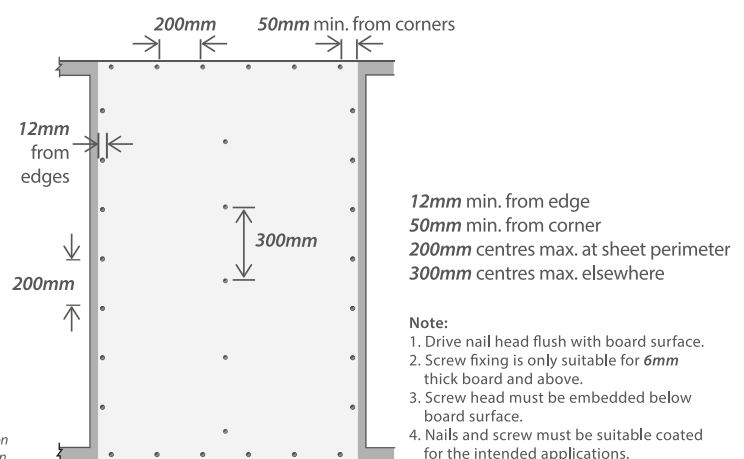 200mm
50mm min. from corners
12mm
from
edges
300mm
200mm
12mm min. from edge
50mm min. from corner
200mm centres max. at sheet perimeter
300mm centres max. elsewhere
Note:
1. Drive nail head flush with board surface.
2. Screw fixing is only suitable for 6mm
thick board and above.
3. Screw head must be embedded below
board surface.
4. Nails and screw must be suitable coated
for the intended applications.